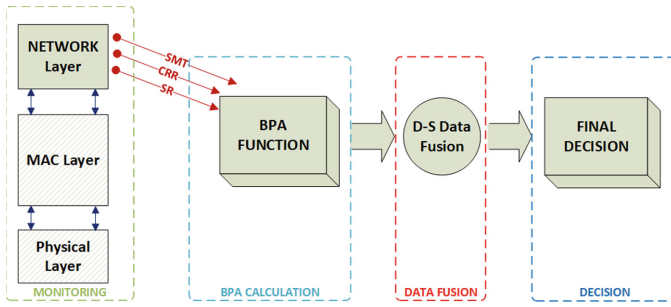 NETWORK
Layer
MAC Layer
Physical
Layer
MONITORING
SMT
CRR
SR
BPA
FUNCTION
BPA CALCULATION
D-S Data
Fusion
DATA FUSION
FINAL
DECISION
DECISION